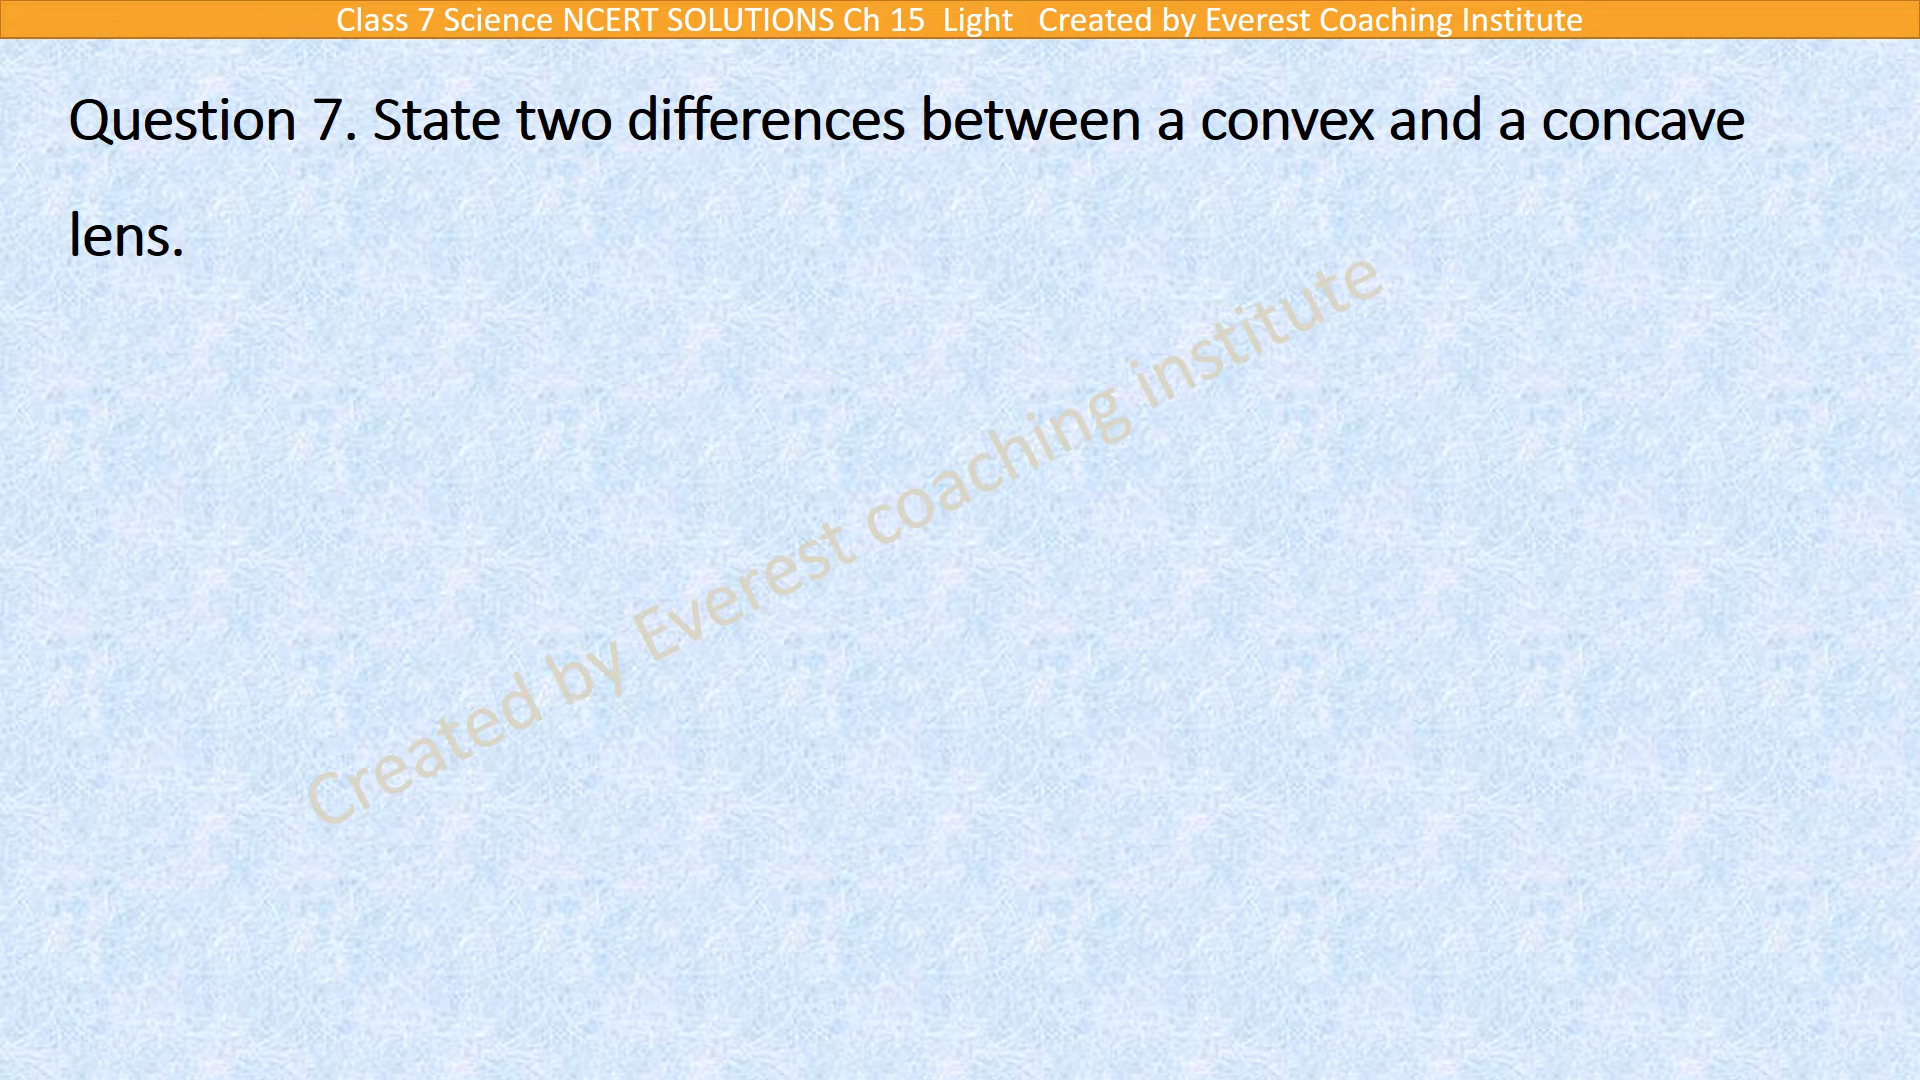 Class 7 Science NCERT SOLUTIONS Ch 15  Light   Created by Everest Coaching Institute
Question 7. State two differences between a convex and a concave
lens.
Created by Everest coaching institute